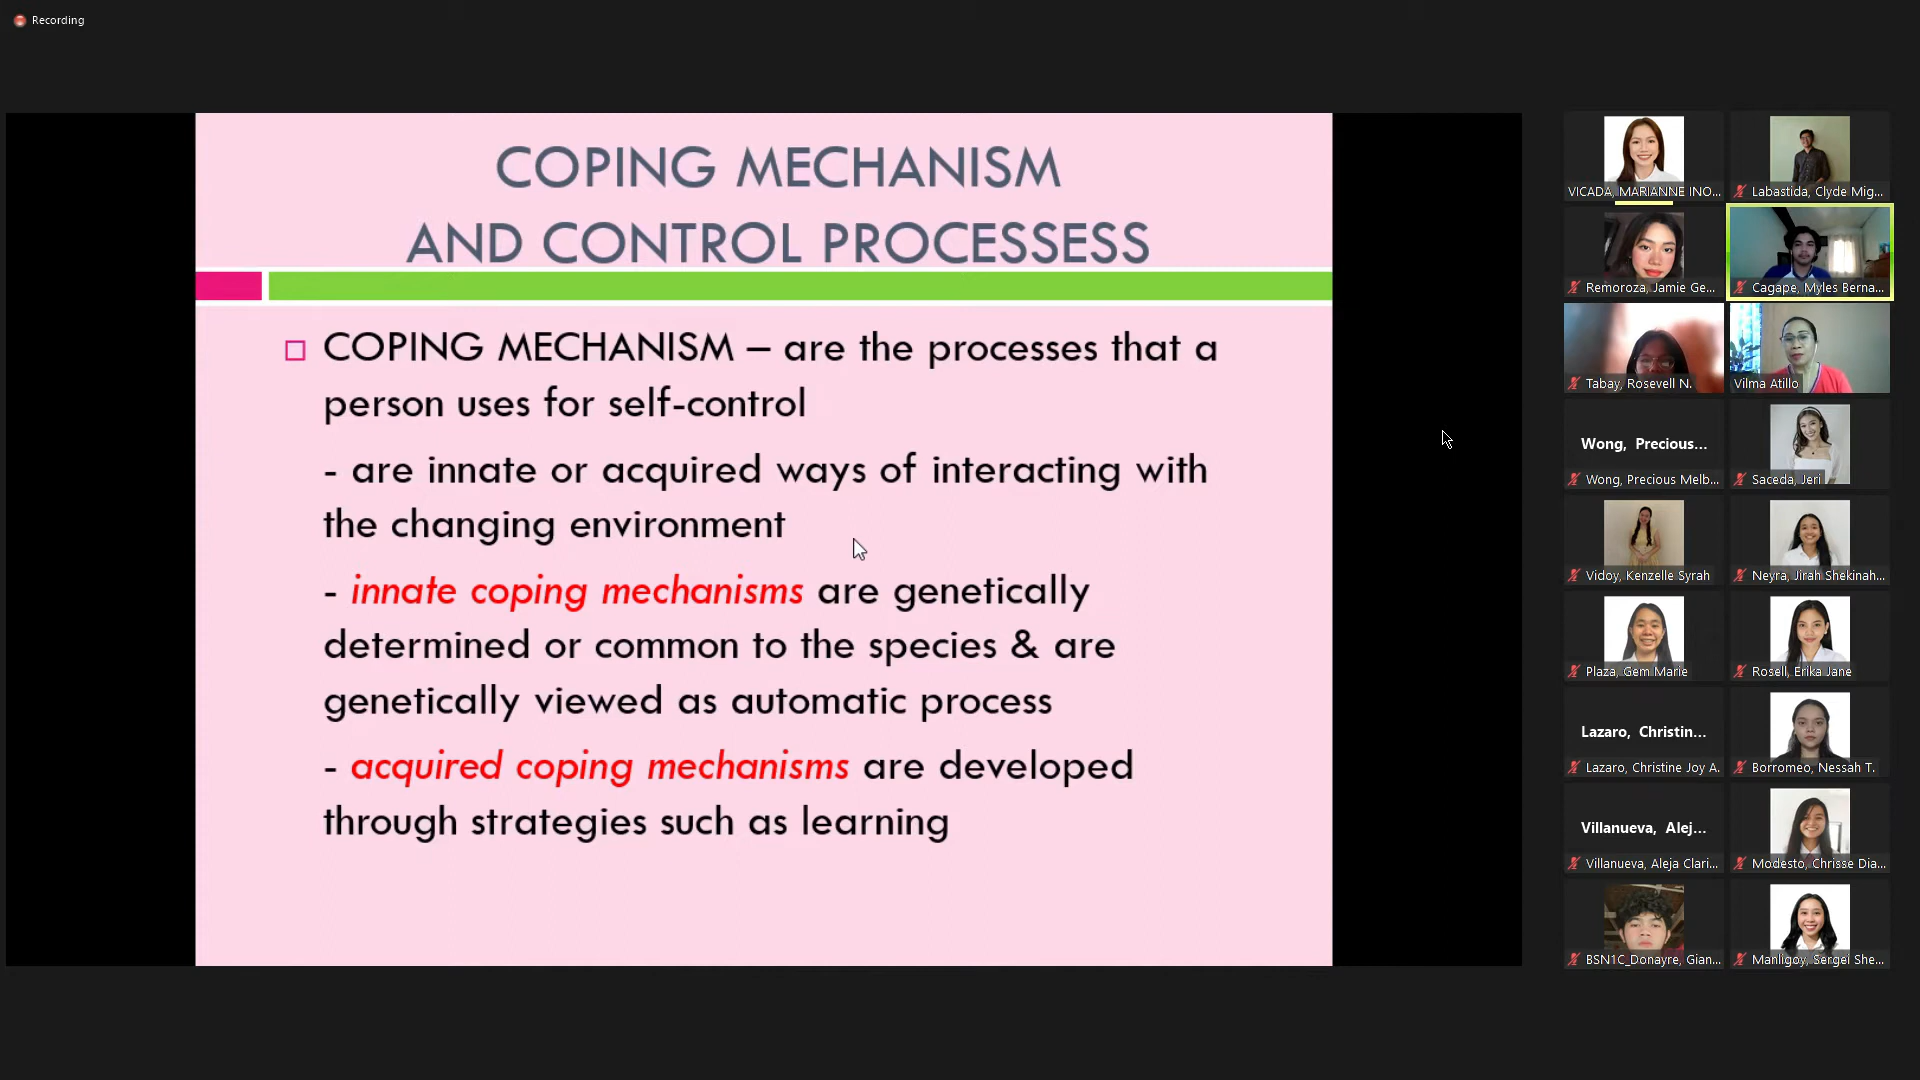 Recording
COPING MECHANISM
AND CONTROL PROCESSESS
COPING MECHANISM – are the processes that a
person uses for self-control
- are innate or acquired ways of interacting with
the changing environment
- innate coping mechanisms are genetically
determined or common to the species & are
genetically viewed as automatic process
- acquired coping mechanisms are developed
through strategies such as learning
VICADA, MARIANNE INO...
Labastida, Clyde Mig...
Remoroza, Jamie Ge...
Cagape, Myles Berna...
Tabay, Rosevell N.
Vilma Atillo
Wong, Precious...
Wong, Precious Melb...
Saceda, Jeri
Vidoy, Kenzelle Syrah
Neyra, Jirah Shekinah...
Plaza, Gem Marie
Rosell, Erika Jane
Lazaro, Christin...
Lazaro, Christine Joy A.
Borromeo, Nessah T.
Villanueva, Alej...
Villanueva, Aleja Clari...
Modesto, Chrisse Dia...
BSN1C_Donayre, Gian...
Manligoy, Sergei She...